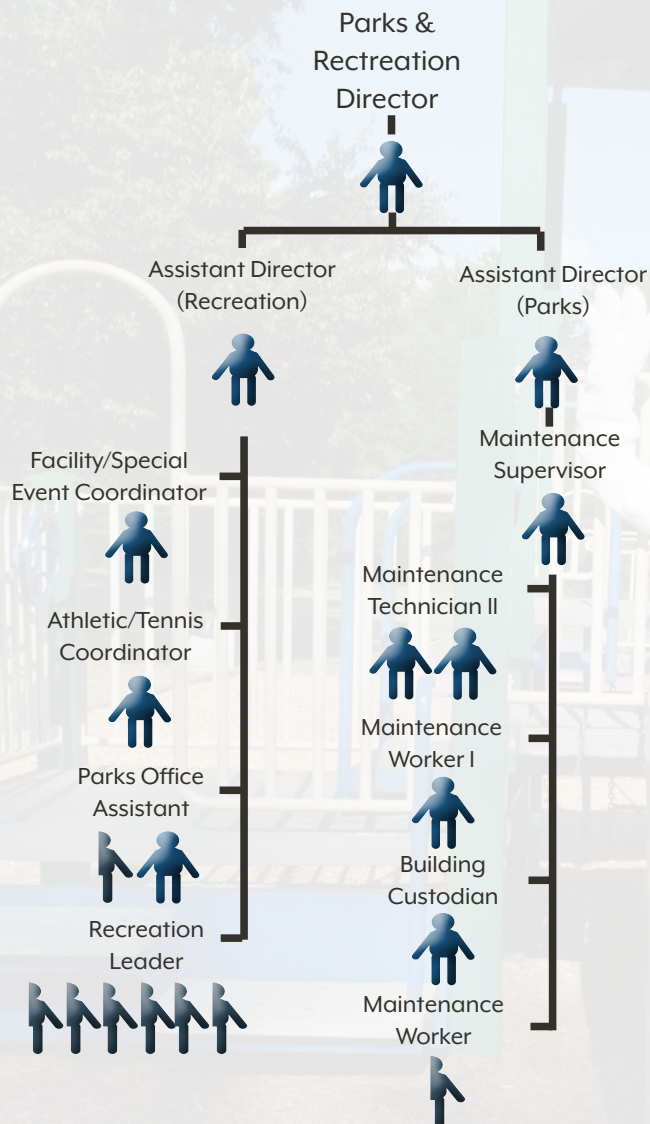 Parks &
Rectreation
Director
Assistant Director
(Recreation)
Assistant Director
(Parks)
Facility/Special
Event Coordinator
Athletic/Tennis
Coordinator
Parks Office
Assistant
Recreation
Leader
Maintenance
Supervisor
Maintenance
Technician II
Maintenance
Worker I
Building
Custodian
Maintenance
Worker